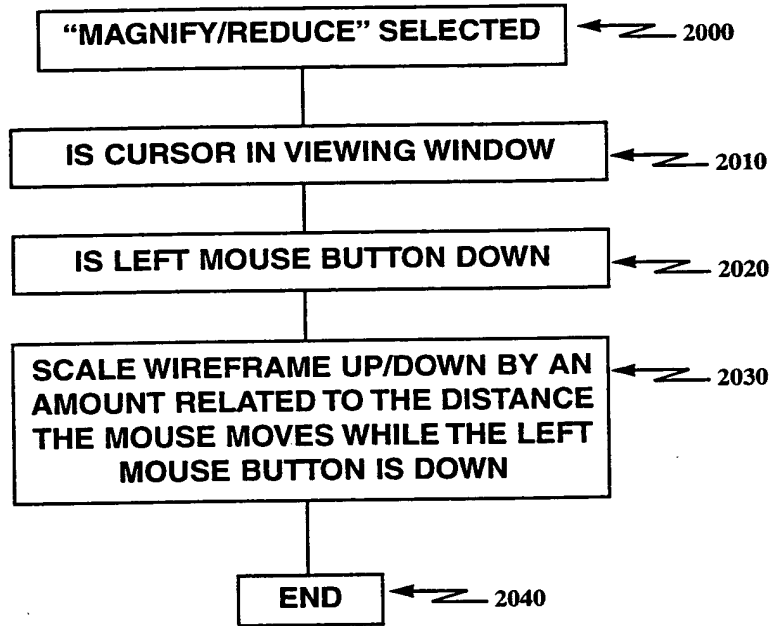 “MAGNIFY/REDUCE” SELECTED
2000
IS CURSOR IN VIEWING WINDOW
2010
IS LEFT MOUSE BUTTON DOWN
2020
SCALE WIREFRAME UP/DOWN BY AN
AMOUNT RELATED TO THE DISTANCE
THE MOUSE MOVES WHILE THE LEFT
MOUSE BUTTON IS DOWN
2030
END
2040